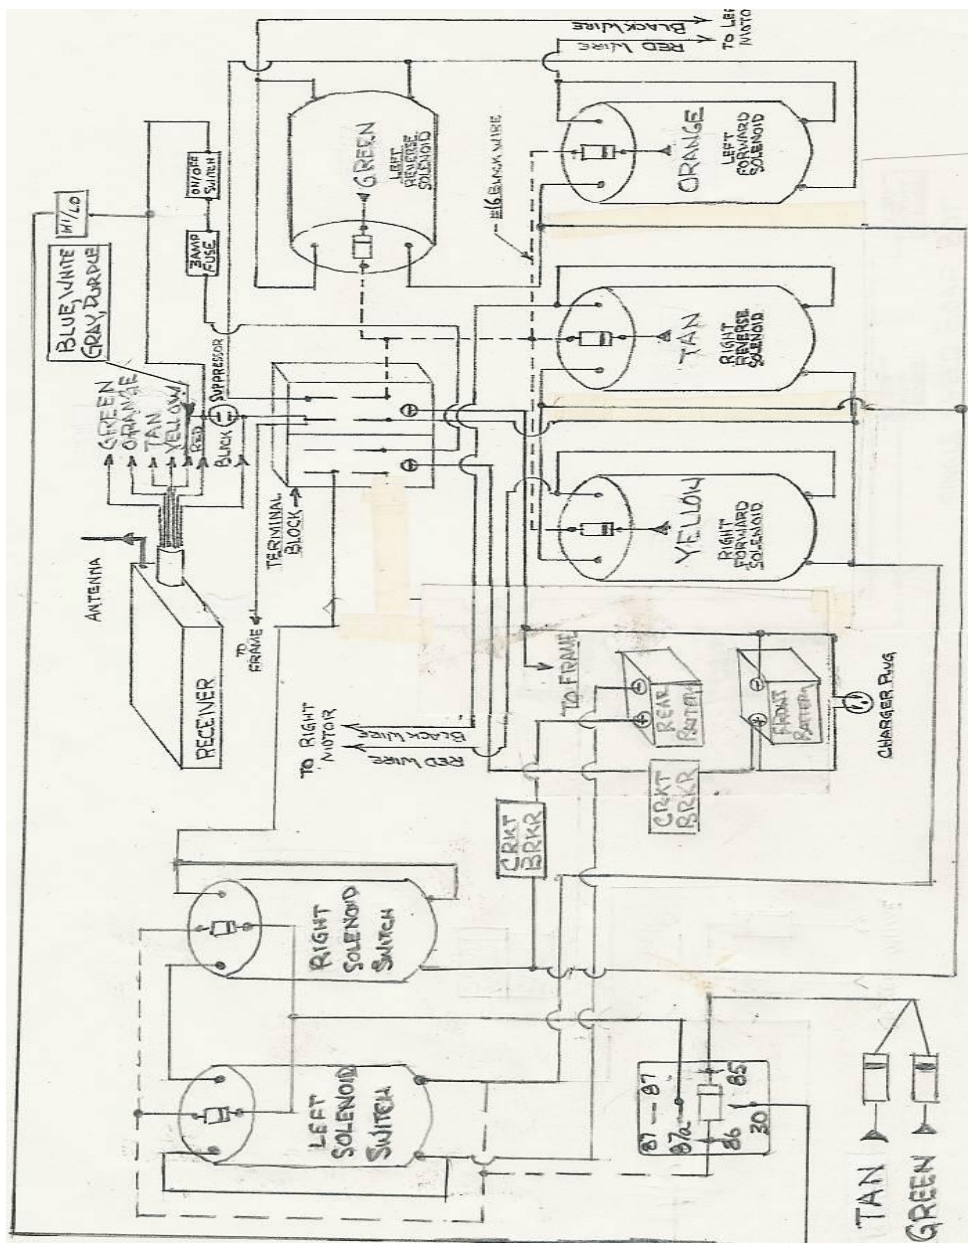 BLACK WIRE
RED WIRE
TO LEF
MOTO
HI/LO
ON/OFF
SWITCH
3AMP
FUSE
BLUE, WHITE
GRAY, PURPLE
GREEN
ORANGE
TAN
YELLOW
RED
BLACK
SUPPRESSOR
GREEN
LEFT
REVERSE
SOLENOID
#16 BLACK WIRE
ORANGE
LEFT
FORWARD
SOLENOID
TAN
RIGHT
REVERSE
SOLENOID
YELLOW
RIGHT
FORWARD
SOLENOID
TERMINAL
BLOCK
ANTENNA
RECEIVER
TO
FRAME
TO RIGHT
MOTOR
BLACK WIRE
RED WIRE
TO FRAME
REAR
BATTERY
+
-
FRONT
BATTERY
+
-
CHARGER PLUG
CRKT
BRKR
CRKT
BRKR
RIGHT
SOLENOID
SWITCH
LEFT
SOLENOID
SWITCH
87 87
87a
86 85
30
TAN
GREEN